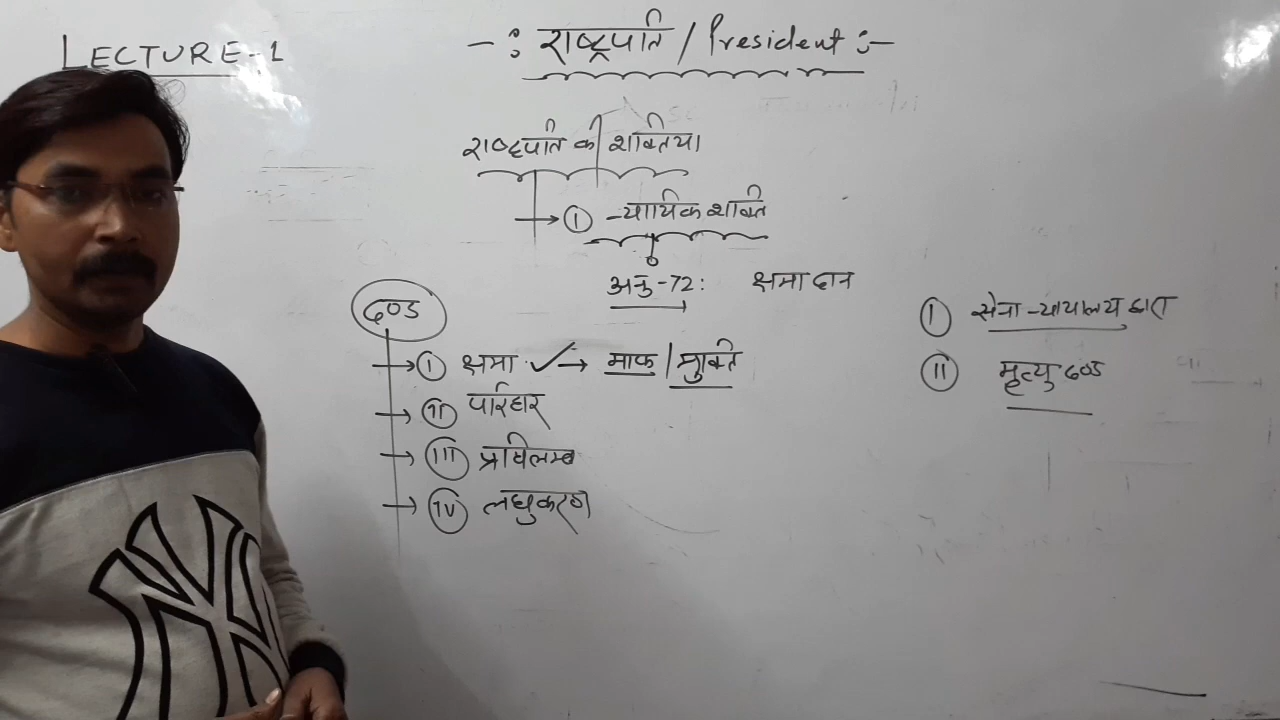 LECTURE-1
-: राष्ट्रपति / President :-
राष्ट्रपति की शक्तिया
→ I न्यायिक शक्ति
अनु-72: क्षमा दान
दण्ड
→ I क्षमा ✓→ माफ / मुक्ति
→ II परिहार
→ III प्रविलम्ब
→ IV लघुकरण
I सेना न्यायालय द्वारा
II मृत्यु दण्ड
NY